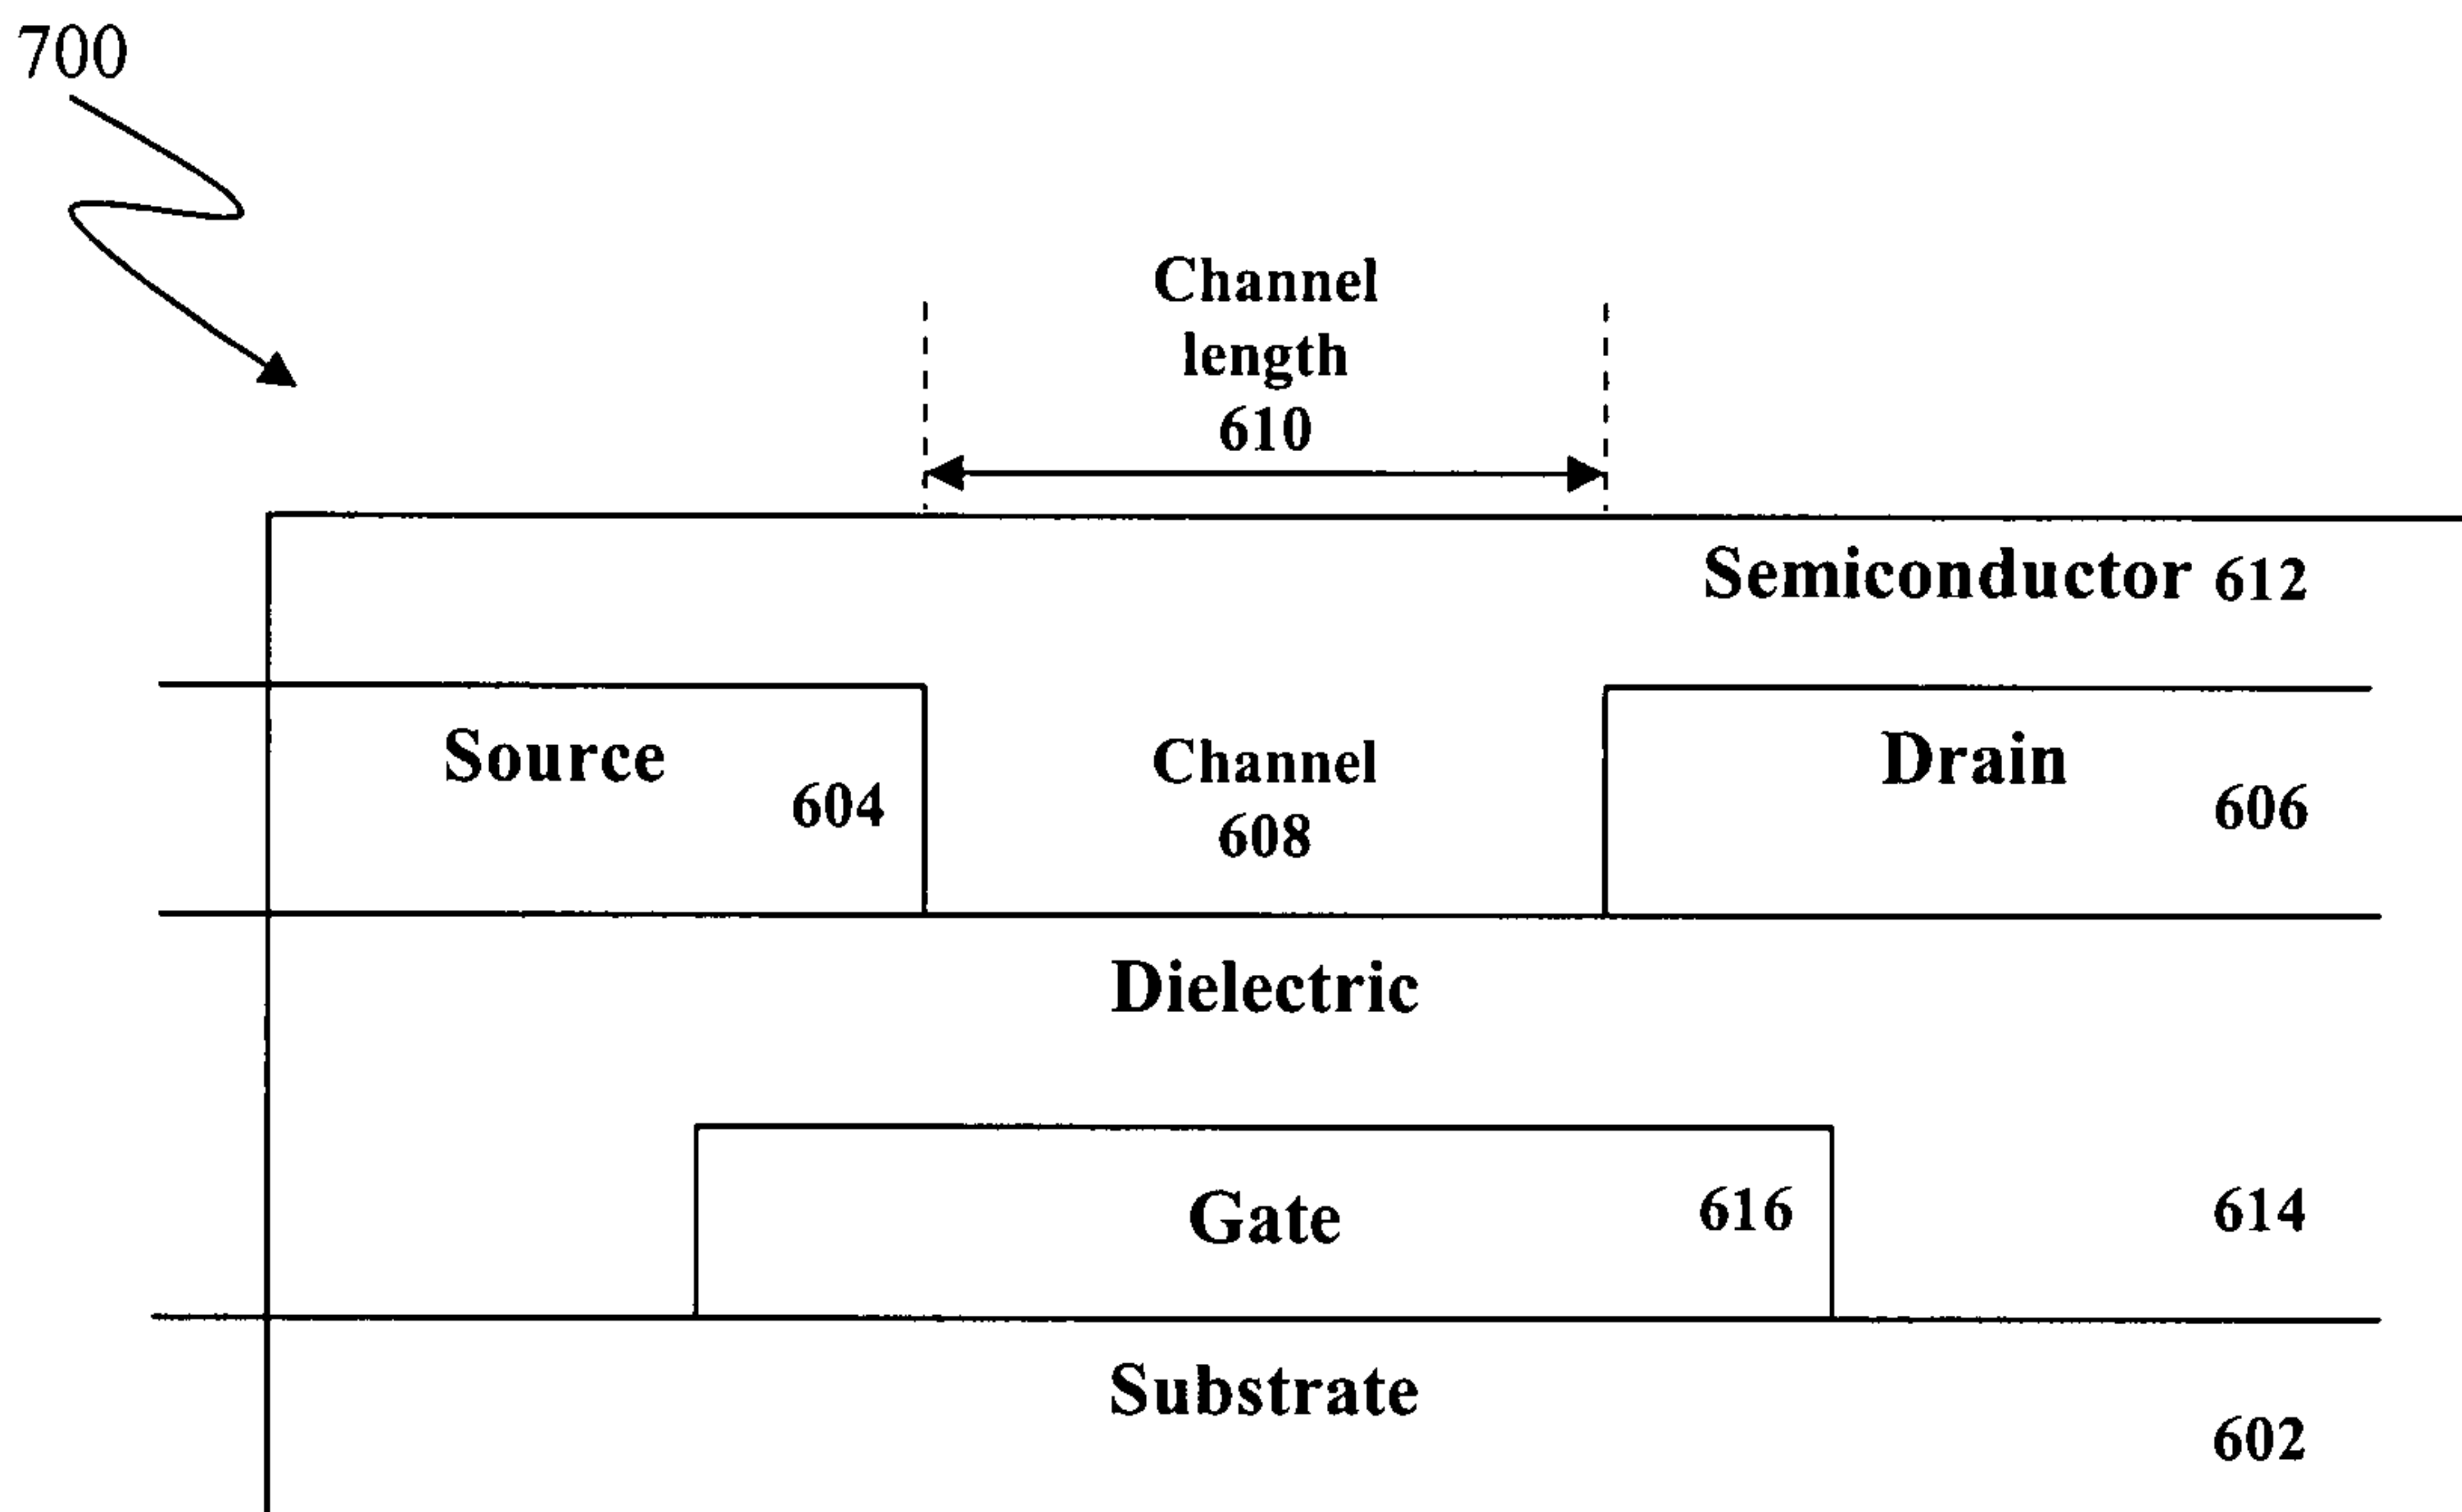 700
Channel
length
610
Semiconductor 612
Source
604
Channel
608
Drain
606
Dielectric
Gate
616
614
Substrate
602